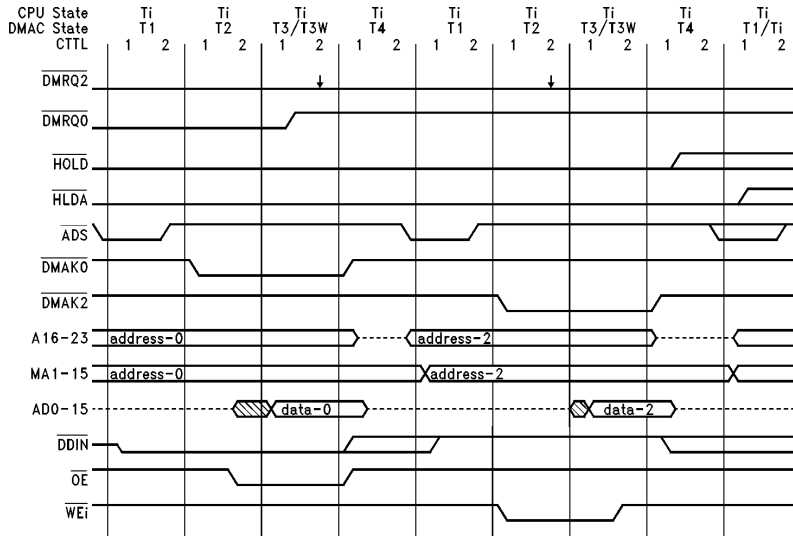 CPU State Ti Ti Ti Ti Ti Ti Ti Ti Ti
DMAC State T1 T2 T3/T3W T4 T1 T2 T3/T3W T4 T1/Ti
CTTL 1 2 1 2 1 2 1 2 1 2 1 2 1 2 1 2 1
DMRQ2
DMRQ0
HOLD
HLDA
ADS
DMAK0
DMAK2
A16-23 address-0 address-2
MA1-15 address-0 address-2
AD0-15 data-0 data-2
DDIN
OE
WEi